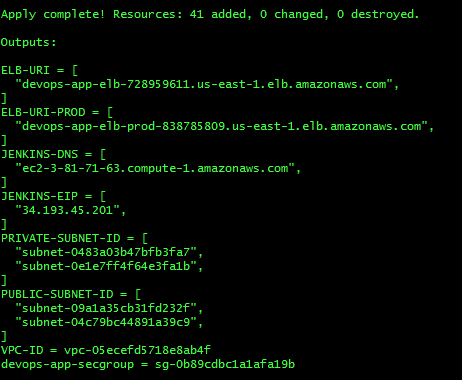 Apply complete! Resources: 41 added, 0 changed, 0 destroyed.
Outputs:
ELB-URI = [
  "devops-app-elb-728959611.us-east-1.elb.amazonaws.com",
]
ELB-URI-PROD = [
  "devops-app-elb-prod-838785809.us-east-1.elb.amazonaws.com",
]
JENKINS-DNS = [
  "ec2-3-81-71-63.compute-1.amazonaws.com",
]
JENKINS-EIP = [
  "34.193.45.201",
]
PRIVATE-SUBNET-ID = [
  "subnet-0483a03b47bfb3fa7",
  "subnet-0e1e7ff4f64e3fa1b",
]
PUBLIC-SUBNET-ID = [
  "subnet-09a1a35cb31fd232f",
  "subnet-04c79bc44891a39c9",
]
VPC-ID = vpc-05ecefd5718e8ab4f
devops-app-secgroup = sg-0b89cdbc1a1afa19b